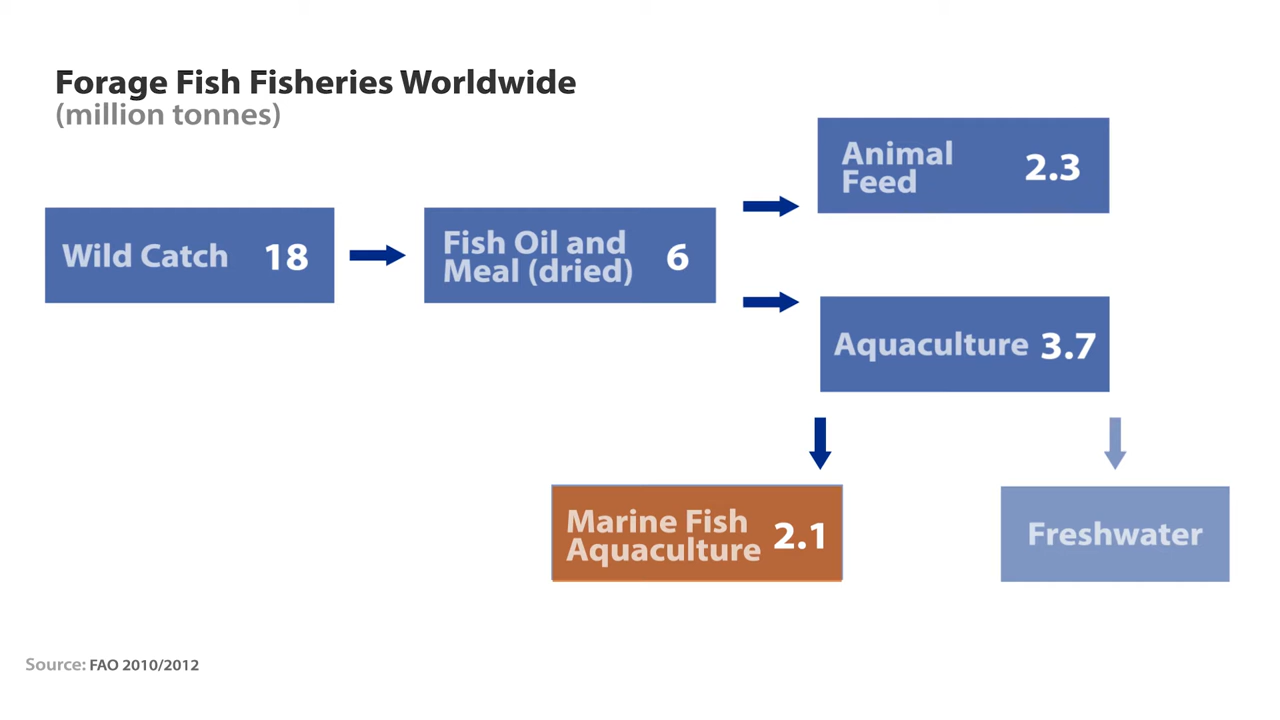 Forage Fish Fisheries Worldwide
(million tonnes)
Wild Catch 18
Fish Oil and
Meal (dried) 6
Animal
Feed 2.3
Aquaculture 3.7
Marine Fish
Aquaculture 2.1
Freshwater
Source: FAO 2010/2012